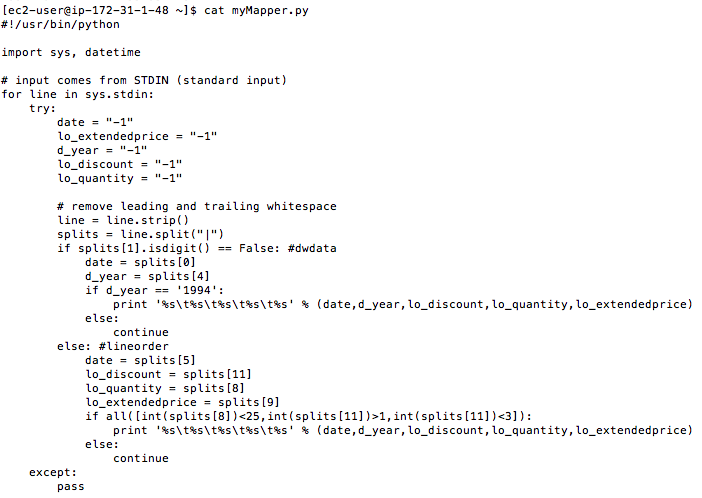 [ec2-user@ip-172-31-1-48 ~]$ cat myMapper.py
#!/usr/bin/python

import sys, datetime

# input comes from STDIN (standard input)
for line in sys.stdin:
    try:
        date = "-1"
        lo_extendedprice = "-1"
        d_year = "-1"
        lo_discount = "-1"
        lo_quantity = "-1"

        # remove leading and trailing whitespace
        line = line.strip()
        splits = line.split("|")
        if splits[1].isdigit() == False: #dwdata
            date = splits[0]
            d_year = splits[4]
            if d_year == '1994':
                print '%s\t%s\t%s\t%s\t%s' % (date,d_year,lo_discount,lo_quantity,lo_extendedprice)
            else:
                continue
        else: #lineorder
            date = splits[5]
            lo_discount = splits[11]
            lo_quantity = splits[8]
            lo_extendedprice = splits[9]
            if all([int(splits[8])<25,int(splits[11])>1,int(splits[11])<3]):
                print '%s\t%s\t%s\t%s\t%s' % (date,d_year,lo_discount,lo_quantity,lo_extendedprice)
            else:
                continue
    except:
        pass